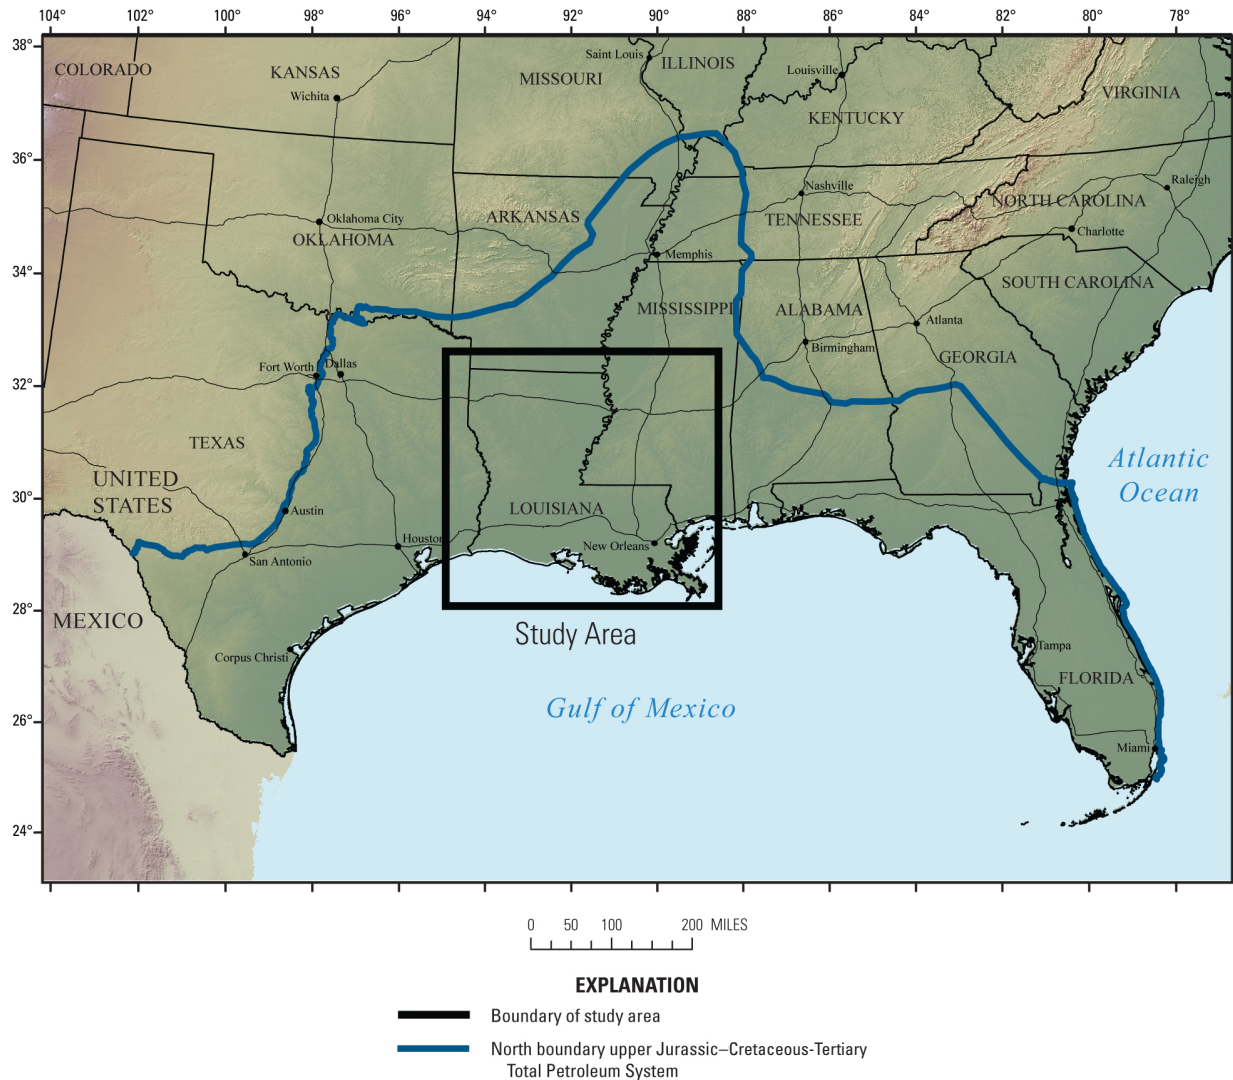 104° 102° 100° 98° 96° 94° 92° 90° 88° 86° 84° 82° 80° 78°
38°
36°
34°
32°
30°
28°
26°
24°
COLORADO
KANSAS
Wichita
MISSOURI
Saint Louis
ILLINOIS
Louisville
KENTUCKY
VIRGINIA
Raleigh
NORTH CAROLINA
Charlotte
Nashville
TENNESSEE
ARKANSAS
Oklahoma City
OKLAHOMA
Memphis
SOUTH CAROLINA
MISSISSIPPI
ALABAMA
Atlanta
Birmingham
GEORGIA
Fort Worth
Dallas
TEXAS
UNITED
STATES
Atlantic
Ocean
Austin
LOUISIANA
Houston
New Orleans
San Antonio
MEXICO
Study Area
Corpus Christi
Tampa
FLORIDA
Gulf of Mexico
Miami
0 50 100 200 MILES
EXPLANATION
Boundary of study area
North boundary upper Jurassic–Cretaceous-Tertiary
Total Petroleum System